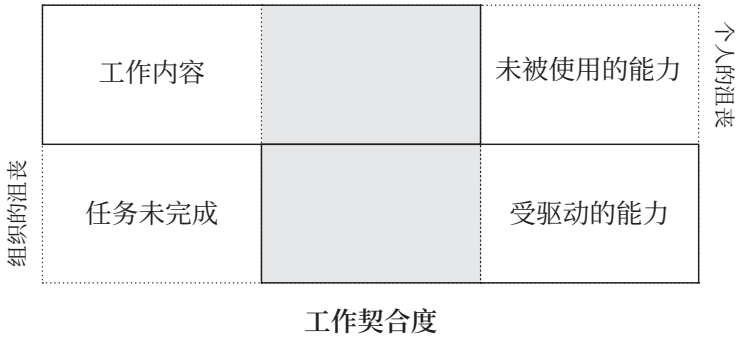 工作内容
未被使用的能力
个人的沮丧
组织的沮丧
任务未完成
受驱动的能力
工作契合度